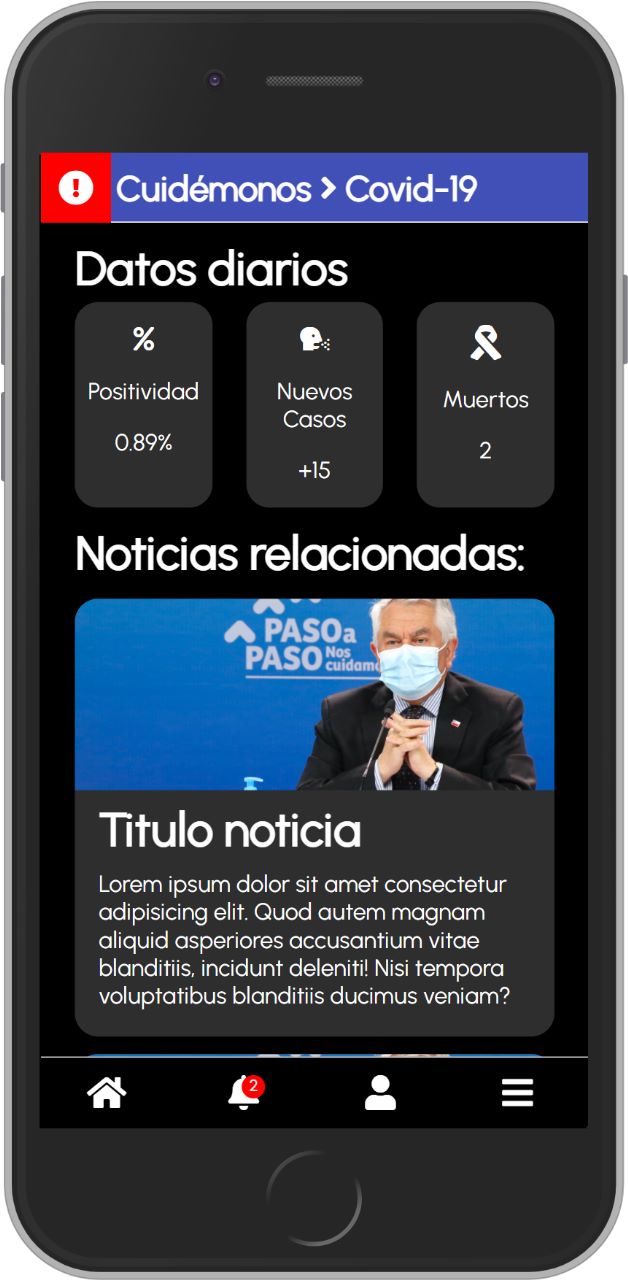 Cuidémonos > Covid-19
Datos diarios
%
Positividad
0.89%
Nuevos
Casos
+15
Muertos
2
Noticias relacionadas:
PASO a
PASO Nos
cuidamo
Titulo noticia
Lorem ipsum dolor sit amet consectetur
adipisicing elit. Quod autem magnam
aliquid asperiores accusantium vitae
blanditiis, incidunt deleniti! Nisi tempora
voluptatibus blanditiis ducimus veniam?
2